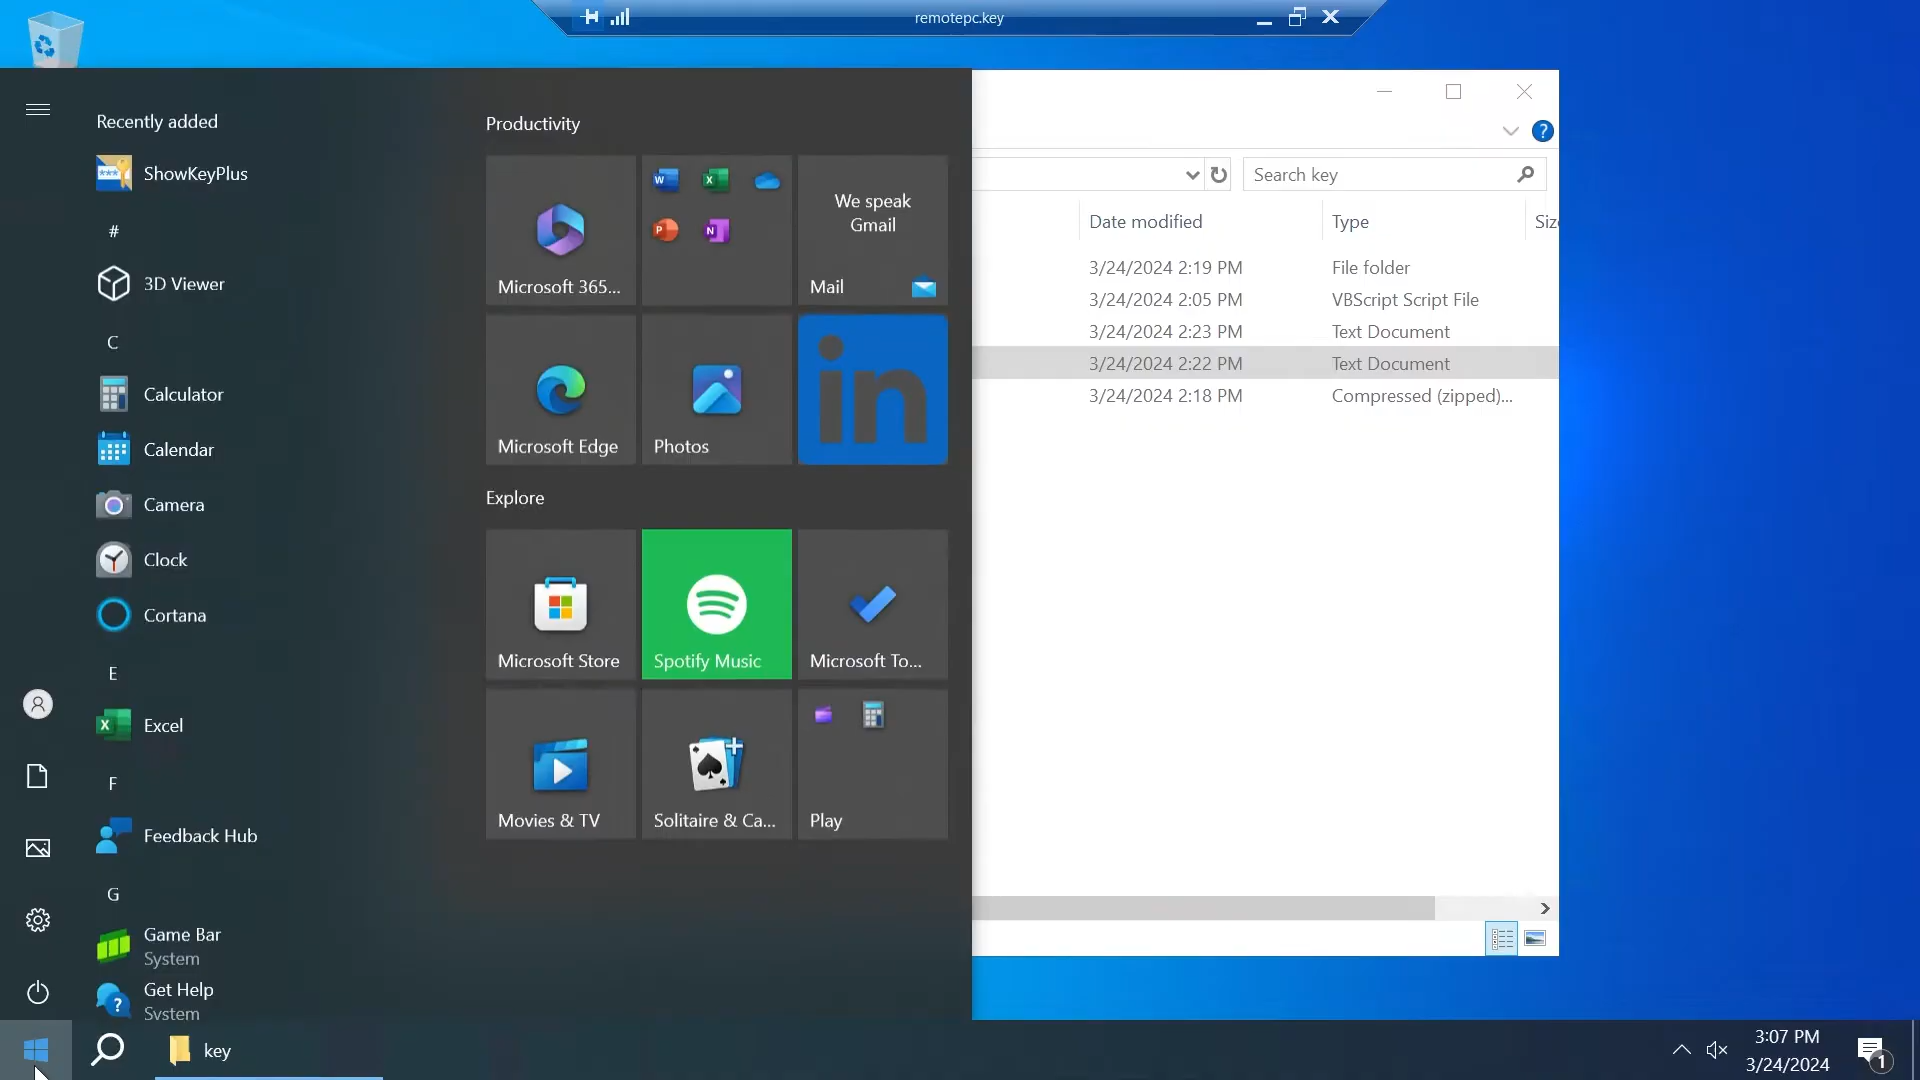 remotepc.key
Recently added
ShowKeyPlus
#
3D Viewer
C
Calculator
Calendar
Camera
Clock
Cortana
E
Excel
F
Feedback Hub
G
Game Bar
System
Get Help
System
Productivity
Microsoft 365...
We speak
Gmail
Mail
Microsoft Edge
Photos
in
Explore
Microsoft Store
Spotify Music
Microsoft To...
Movies & TV
Solitaire & Ca...
Play
Search key
Date modified Type Siz
3/24/2024 2:19 PM File folder
3/24/2024 2:05 PM VBScript Script File
3/24/2024 2:23 PM Text Document
3/24/2024 2:22 PM Text Document
3/24/2024 2:18 PM Compressed (zipped)...
key
3:07 PM
3/24/2024
1